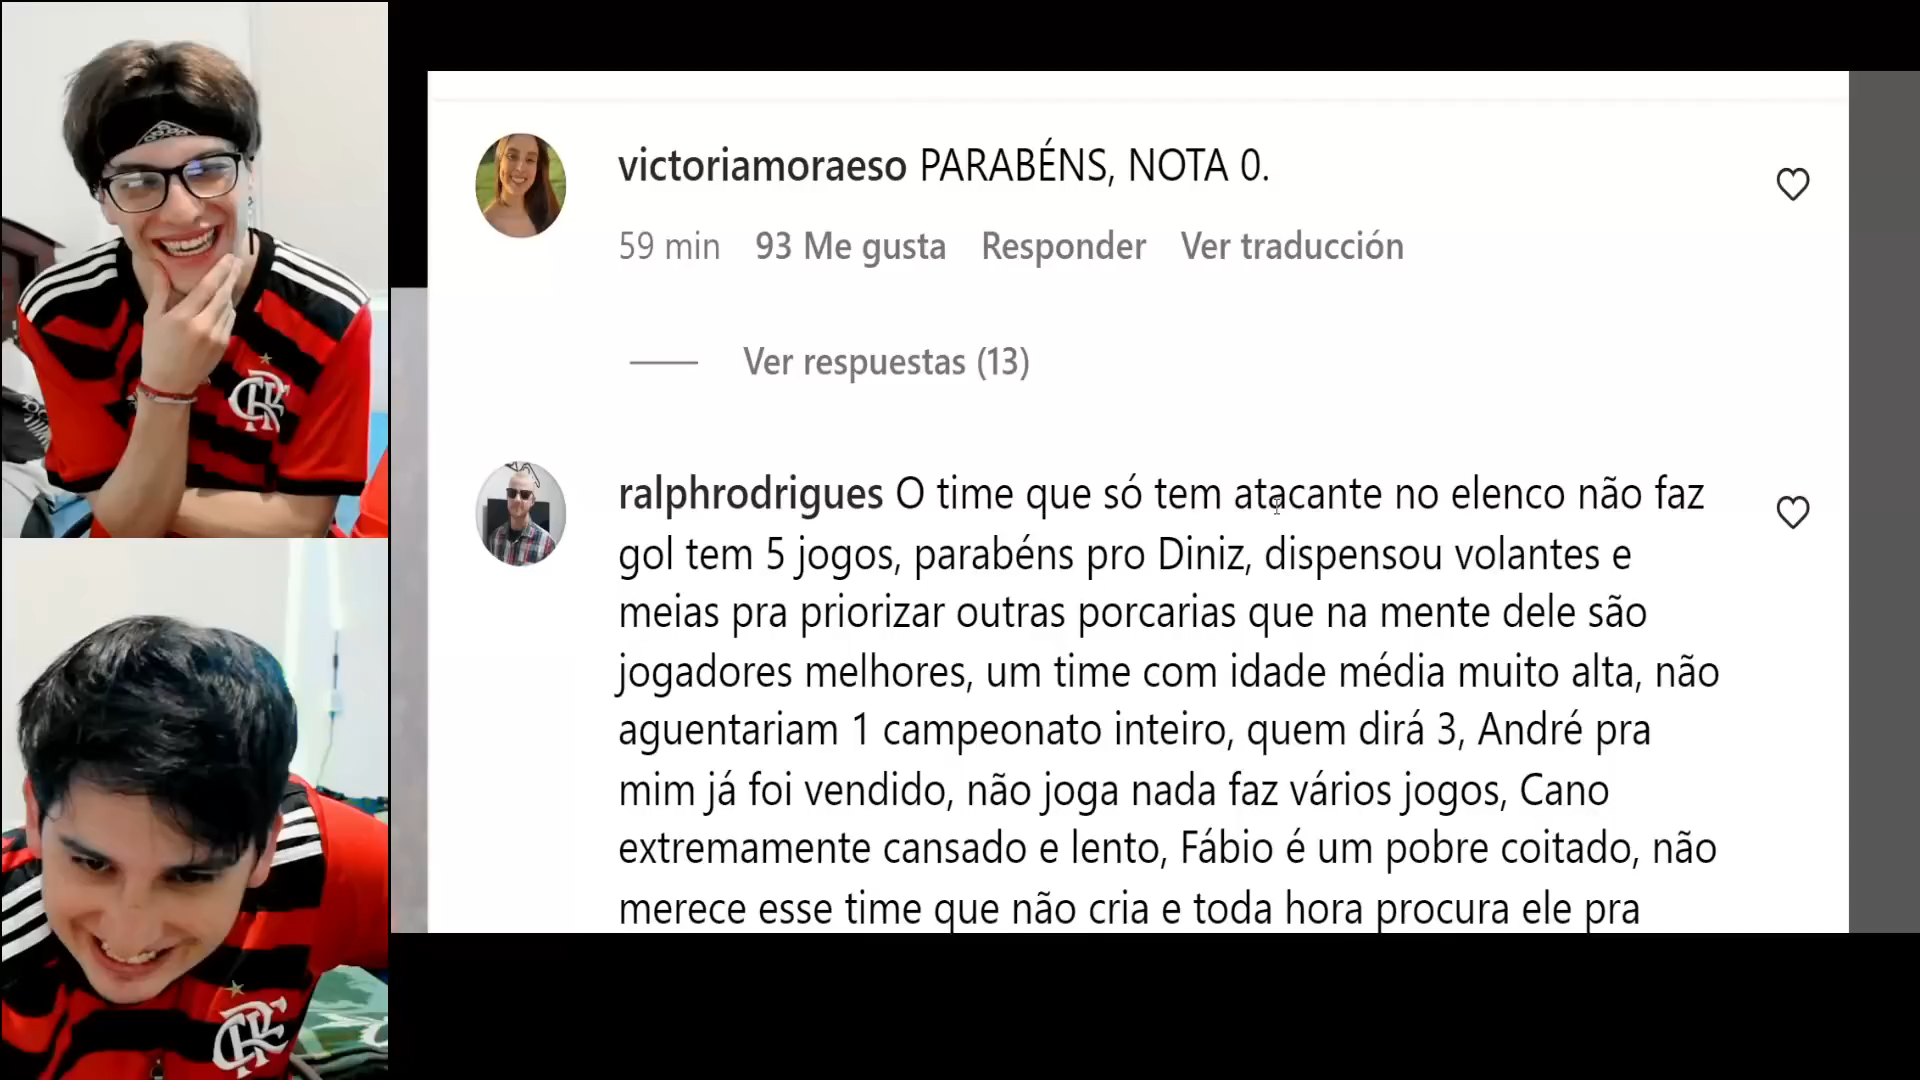 victoriamoraeso PARABÉNS, NOTA 0.
59 min 93 Me gusta Responder Ver traducción
Ver respuestas (13)
ralphrodrigues O time que só tem atacante no elenco não faz
gol tem 5 jogos, parabéns pro Diniz, dispensou volantes e
meias pra priorizar outras porcarias que na mente dele são
jogadores melhores, um time com idade média muito alta, não
aguentariam 1 campeonato inteiro, quem dirá 3, André pra
mim já foi vendido, não joga nada faz vários jogos, Cano
extremamente cansado e lento, Fábio é um pobre coitado, não
merece esse time que não cria e toda hora procura ele pra